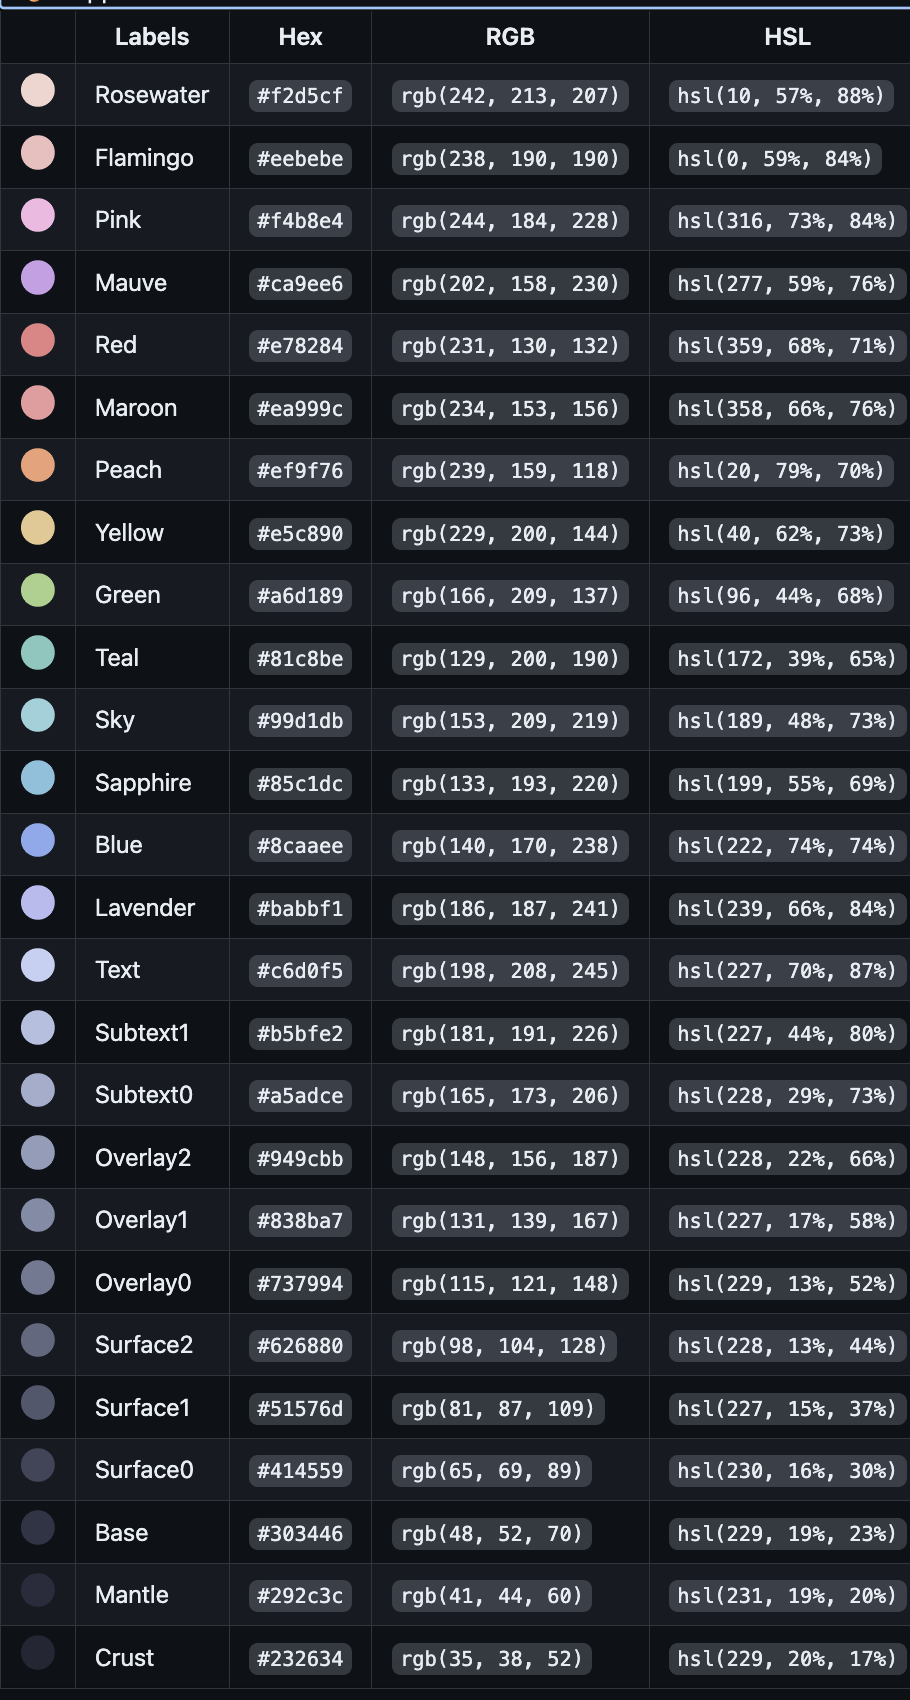 Labels Hex RGB HSL
Rosewater #f2d5cf rgb(242, 213, 207) hsl(10, 57%, 88%)
Flamingo #eebebe rgb(238, 190, 190) hsl(0, 59%, 84%)
Pink #f4b8e4 rgb(244, 184, 228) hsl(316, 73%, 84%)
Mauve #ca9ee6 rgb(202, 158, 230) hsl(277, 59%, 76%)
Red #e78284 rgb(231, 130, 132) hsl(359, 68%, 71%)
Maroon #ea999c rgb(234, 153, 156) hsl(358, 66%, 76%)
Peach #ef9f76 rgb(239, 159, 118) hsl(20, 79%, 70%)
Yellow #e5c890 rgb(229, 200, 144) hsl(40, 62%, 73%)
Green #a6d189 rgb(166, 209, 137) hsl(96, 44%, 68%)
Teal #81c8be rgb(129, 200, 190) hsl(172, 39%, 65%)
Sky #99d1db rgb(153, 209, 219) hsl(189, 48%, 73%)
Sapphire #85c1dc rgb(133, 193, 220) hsl(199, 55%, 69%)
Blue #8caaee rgb(140, 170, 238) hsl(222, 74%, 74%)
Lavender #babbf1 rgb(186, 187, 241) hsl(239, 66%, 84%)
Text #c6d0f5 rgb(198, 208, 245) hsl(227, 70%, 87%)
Subtext1 #b5bfe2 rgb(181, 191, 226) hsl(227, 44%, 80%)
Subtext0 #a5adce rgb(165, 173, 206) hsl(228, 29%, 73%)
Overlay2 #949cbb rgb(148, 156, 187) hsl(228, 22%, 66%)
Overlay1 #838ba7 rgb(131, 139, 167) hsl(227, 17%, 58%)
Overlay0 #737994 rgb(115, 121, 148) hsl(229, 13%, 52%)
Surface2 #626880 rgb(98, 104, 128) hsl(228, 13%, 44%)
Surface1 #51576d rgb(81, 87, 109) hsl(227, 15%, 37%)
Surface0 #414559 rgb(65, 69, 89) hsl(230, 16%, 30%)
Base #303446 rgb(48, 52, 70) hsl(229, 19%, 23%)
Mantle #292c3c rgb(41, 44, 60) hsl(231, 19%, 20%)
Crust #232634 rgb(35, 38, 52) hsl(229, 20%, 17%)